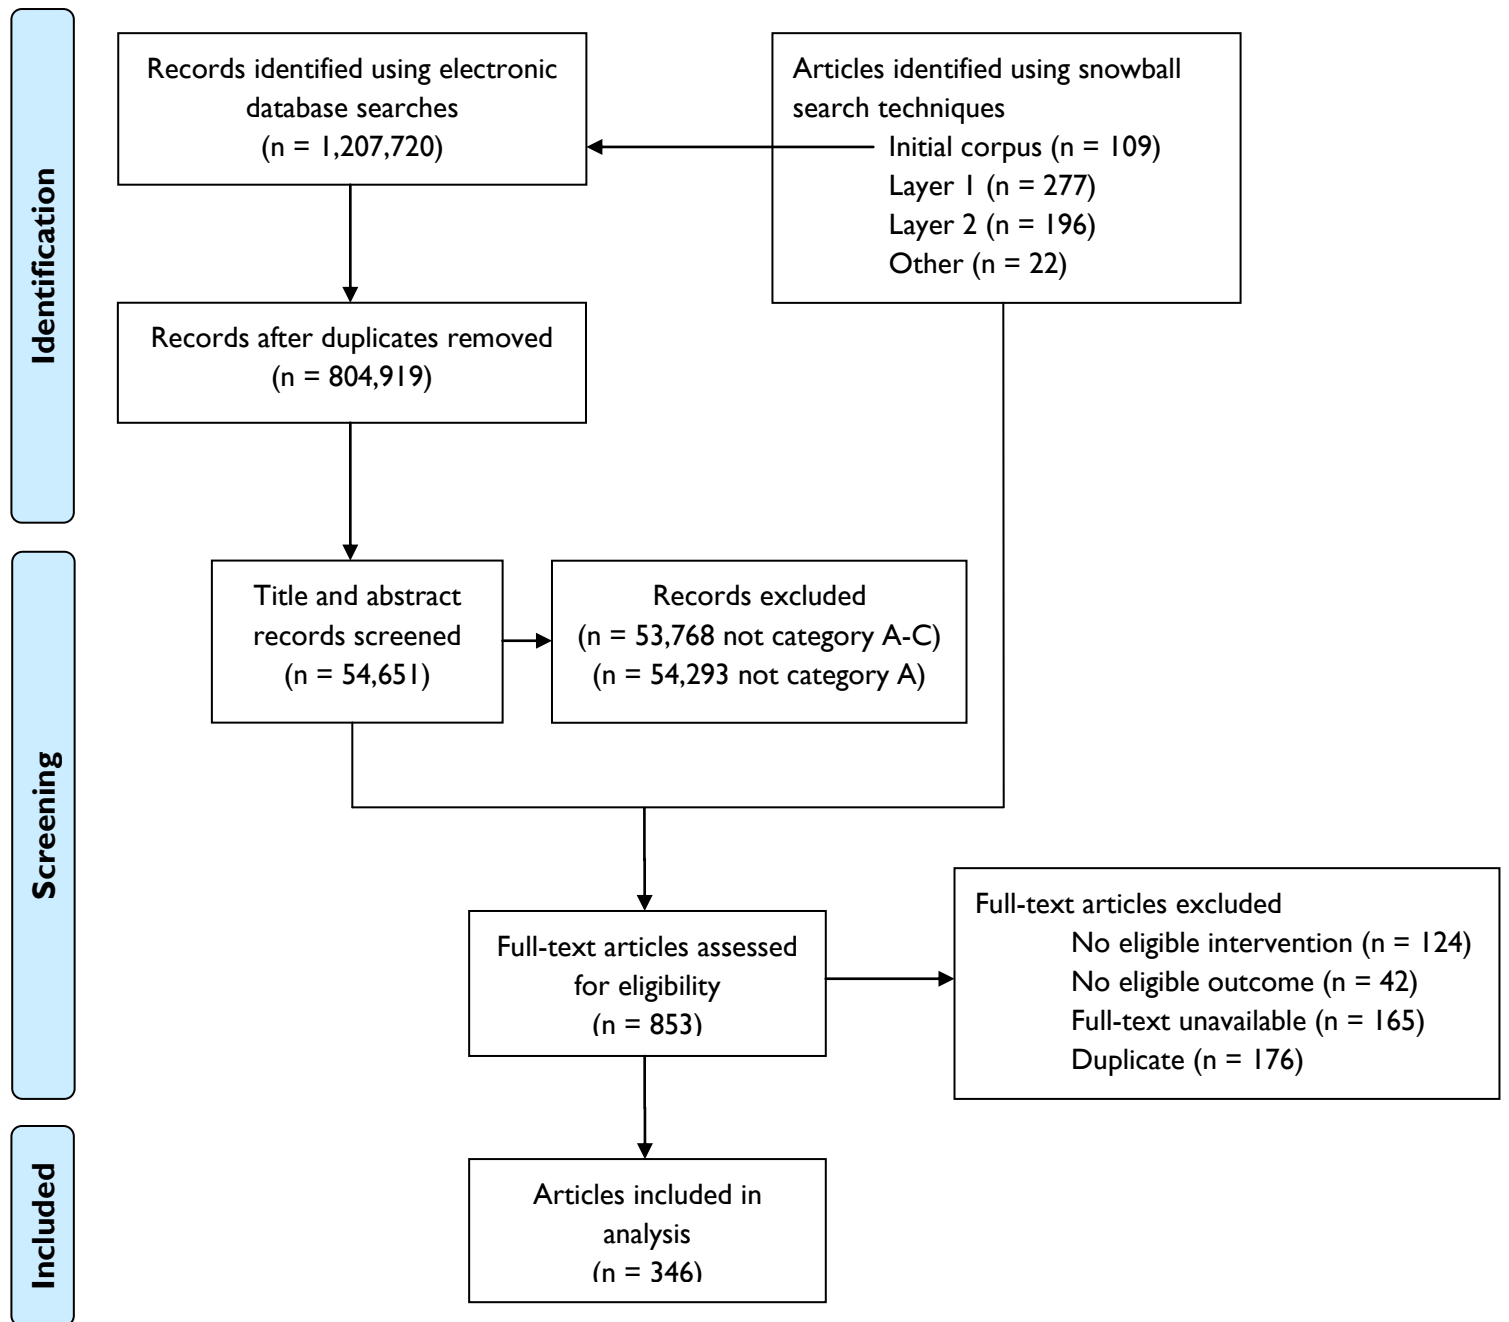 Identification
Records identified using electronic
database searches
(n = 1,207,720)
Articles identified using snowball
search techniques
Initial corpus (n = 109)
Layer 1 (n = 277)
Layer 2 (n = 196)
Other (n = 22)
Records after duplicates removed
(n = 804,919)
Screening
Title and abstract
records screened
(n = 54,651)
Records excluded
(n = 53,768 not category A-C)
(n = 54,293 not category A)
Full-text articles assessed
for eligibility
(n = 853)
Full-text articles excluded
No eligible intervention (n = 124)
No eligible outcome (n = 42)
Full-text unavailable (n = 165)
Duplicate (n = 176)
Included
Articles included in
analysis
(n = 346)